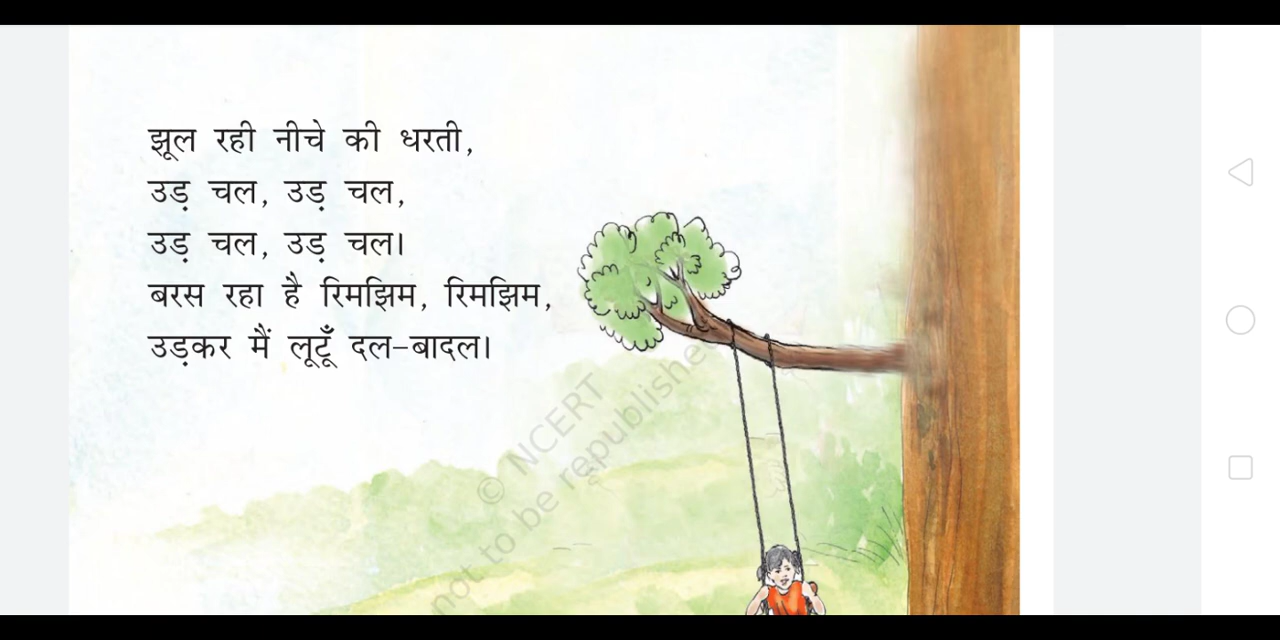 झूल रही नीचे की धरती,
उड़ चल, उड़ चल,
उड़ चल, उड़ चल।
बरस रहा है रिमझिम, रिमझिम,
उड़कर मैं लूटूँ दल-बादल।
© NCERT
not to be republished